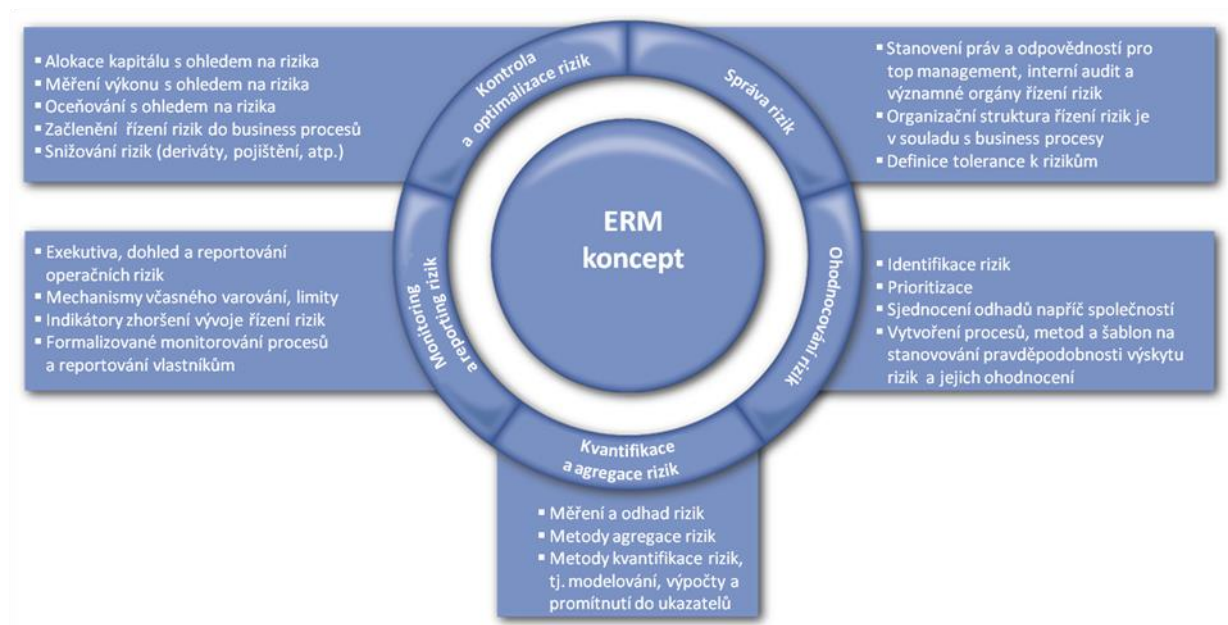 ▪ Alokace kapitálu s ohledem na rizika
▪ Měření výkonu s ohledem na rizika
▪ Oceňování s ohledem na rizika
▪ Začlenění řízení rizik do business procesů
▪ Snižování rizik (deriváty, pojištění, atp.)
Kontrola
a optimalizace rizik
Správa rizik
▪ Stanovení práv a odpovědností pro
top management, interní audit a
významné orgány řízení rizik
▪ Organizační struktura řízení rizik je
v souladu s business procesy
▪ Definice tolerance k rizikům
ERM
koncept
▪ Exekutiva, dohled a reportování
operačních rizik
▪ Mechanismy včasného varování, limity
▪ Indikátory zhoršení vývoje řízení rizik
▪ Formalizované monitorování procesů
a reportování vlastníkům
Monitoring
a reporting rizik
Ohodnocování rizik
▪ Identifikace rizik
▪ Prioritizace
▪ Sjednocení odhadů napříč společností
▪ Vytvoření procesů, metod a šablon na
stanovování pravděpodobnosti výskytu
rizik a jejich ohodnocení
Kvantifikace
a agregace rizik
▪ Měření a odhad rizik
▪ Metody agregace rizik
▪ Metody kvantifikace rizik,
tj. modelování, výpočty a
promítnutí do ukazatelů